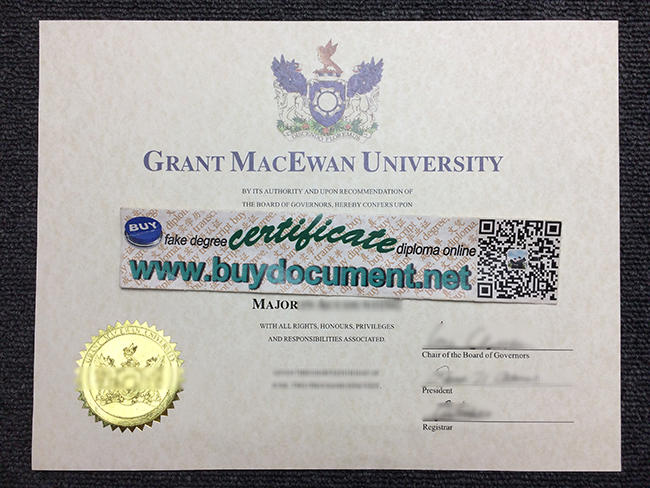 GRANT MACEWAN UNIVERSITY
BY ITS AUTHORITY AND UPON RECOMMENDATION OF
THE BOARD OF GOVERNORS, HEREBY CONFERS UPON
BUY
fake degree certificate diploma online
www.buydocument.net
MAJOR
WITH ALL RIGHTS, HONOURS, PRIVILEGES
AND RESPONSIBILITIES ASSOCIATED.
Chair of the Board of Governors
President
Registrar